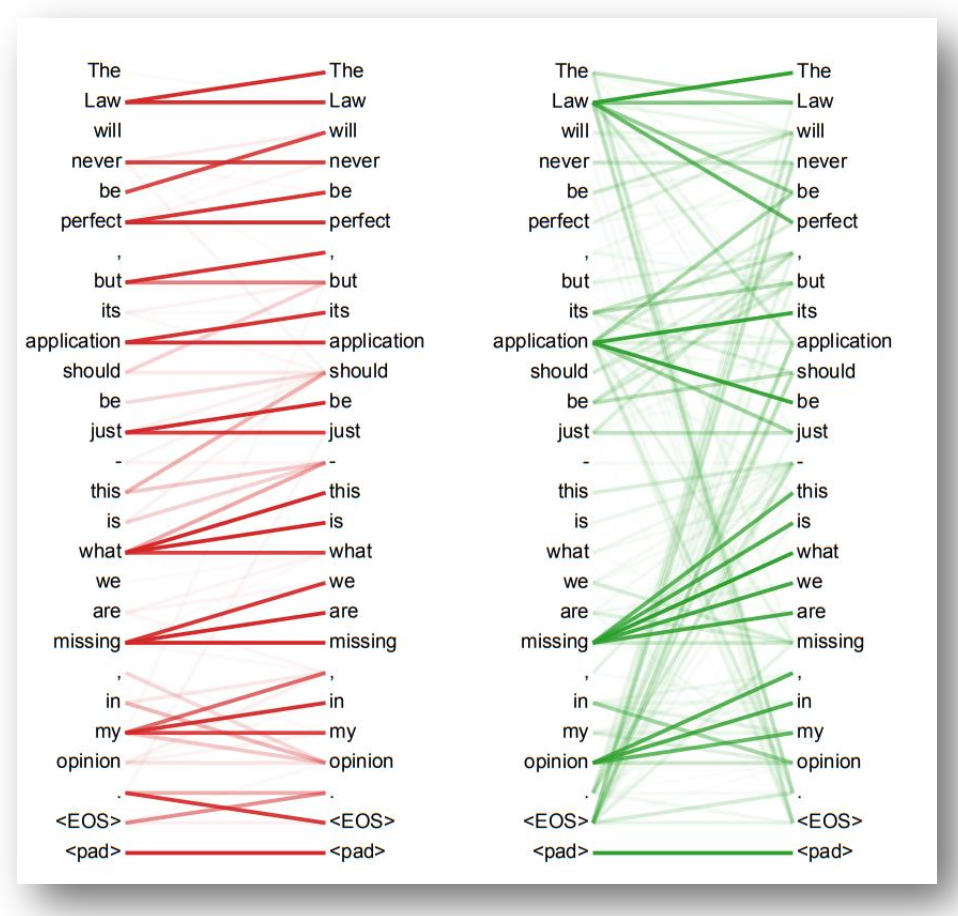 The The The The
Law Law Law Law
will will will will
never never never never
be be be be
perfect perfect perfect perfect
, , , ,
but but but but
its its its its
application application application application
should should should should
be be be be
just just just just
- - - -
this this this this
is is is is
what what what what
we we we we
are are are are
missing missing missing missing
, , , ,
in in in in
my my my my
opinion opinion opinion opinion
. . . .
<EOS> <EOS> <EOS> <EOS>
<pad> <pad> <pad> <pad>